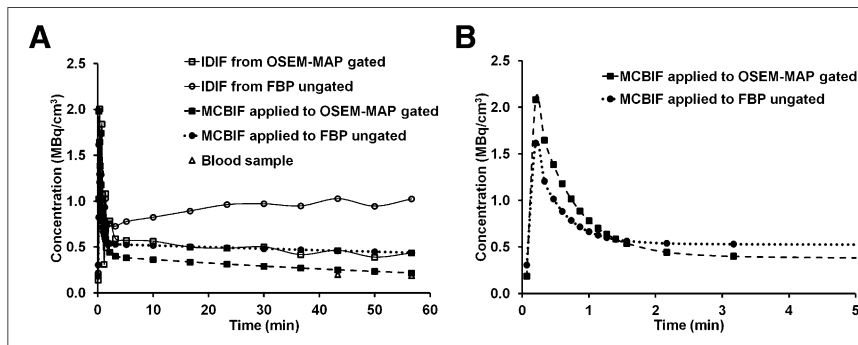 A
IDIF from OSEM-MAP gated
IDIF from FBP ungated
MCBIF applied to OSEM-MAP gated
MCBIF applied to FBP ungated
Blood sample
Concentration (MBq/cm³)
2.5
2.0
1.5
1.0
0.5
0.0
0 10 20 30 40 50 60
Time (min)
B
MCBIF applied to OSEM-MAP gated
MCBIF applied to FBP ungated
Concentration (MBq/cm³)
2.5
2.0
1.5
1.0
0.5
0.0
0 1 2 3 4 5
Time (min)